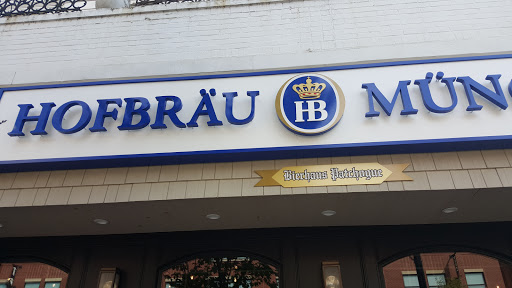 HOFBRÄU HB MÜN
Bierhaus Patchogue